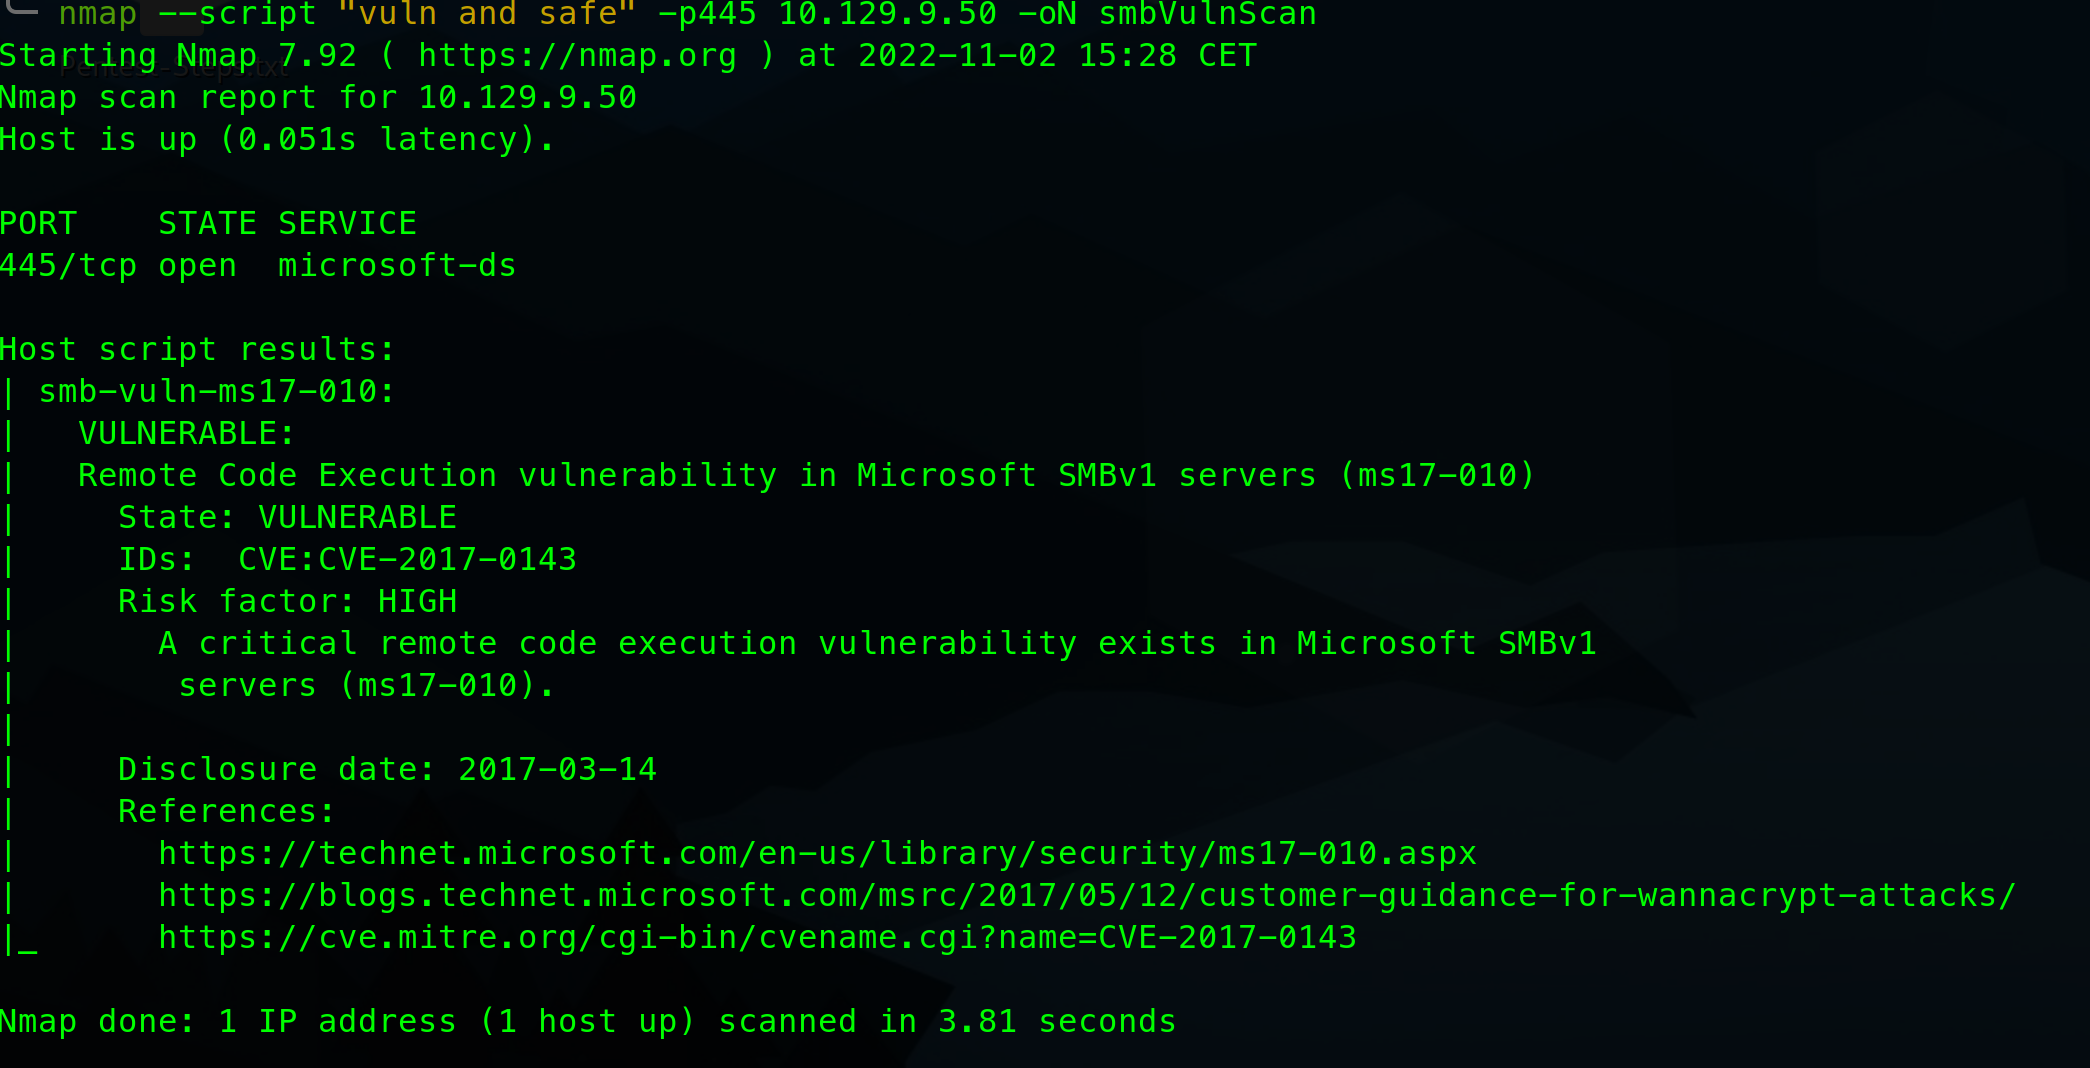 nmap --script "vuln and safe" -p445 10.129.9.50 -oN smbVulnScan
Starting Nmap 7.92 ( https://nmap.org ) at 2022-11-02 15:28 CET
Pentest-Steps.txt
Nmap scan report for 10.129.9.50
Host is up (0.051s latency).

PORT    STATE SERVICE
445/tcp open  microsoft-ds

Host script results:
| smb-vuln-ms17-010:
|   VULNERABLE:
|   Remote Code Execution vulnerability in Microsoft SMBv1 servers (ms17-010)
|     State: VULNERABLE
|     IDs:  CVE:CVE-2017-0143
|     Risk factor: HIGH
|       A critical remote code execution vulnerability exists in Microsoft SMBv1
|        servers (ms17-010).
|
|     Disclosure date: 2017-03-14
|     References:
|       https://technet.microsoft.com/en-us/library/security/ms17-010.aspx
|       https://blogs.technet.microsoft.com/msrc/2017/05/12/customer-guidance-for-wannacrypt-attacks/
|_      https://cve.mitre.org/cgi-bin/cvename.cgi?name=CVE-2017-0143

Nmap done: 1 IP address (1 host up) scanned in 3.81 seconds